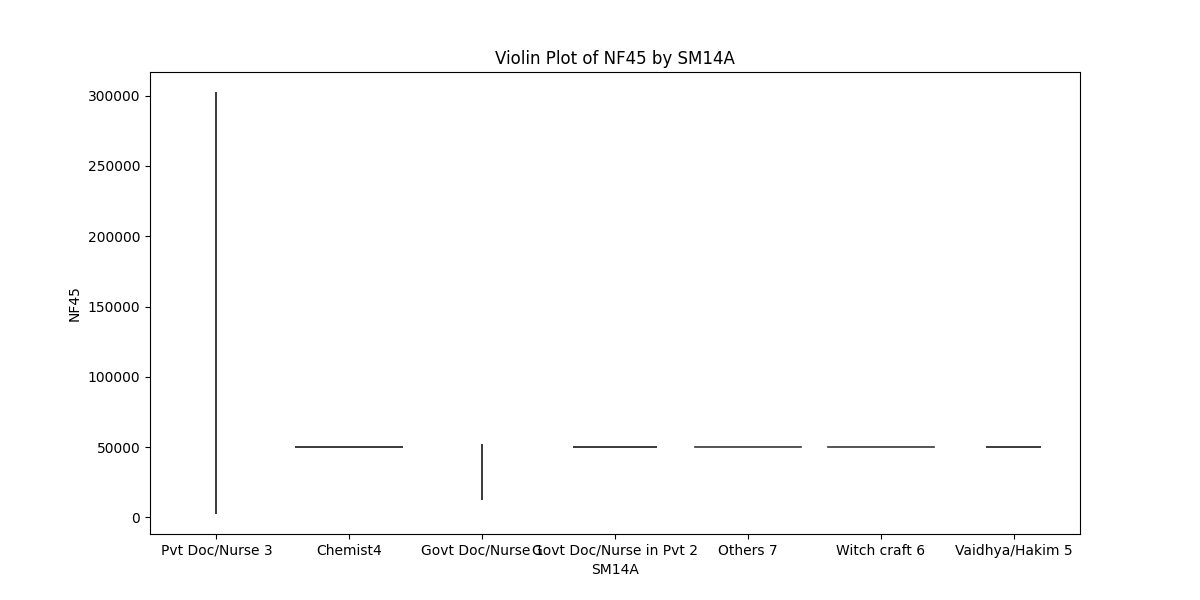 Violin Plot of NF45 by SM14A
300000
250000
200000
150000
100000
50000
0
NF45
Pvt Doc/Nurse 3 Chemist4 Govt Doc/Nurse 1 Govt Doc/Nurse in Pvt 2 Others 7 Witch craft 6 Vaidhya/Hakim 5
SM14A